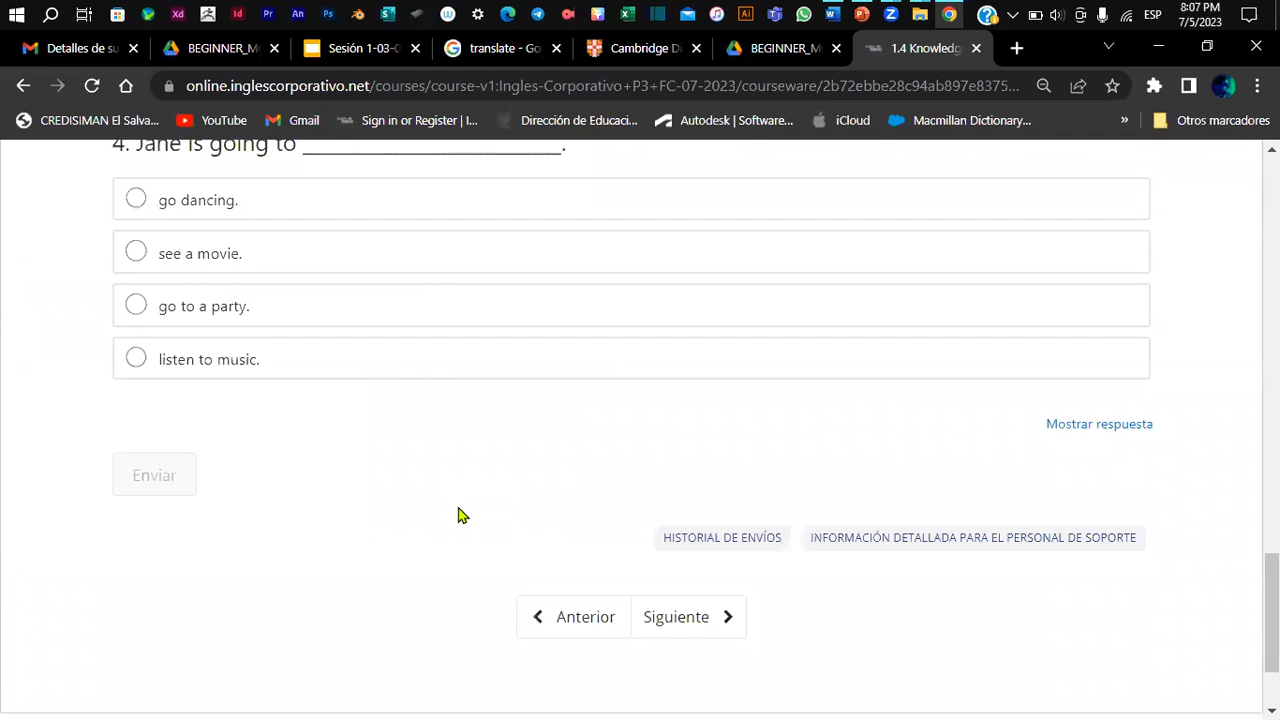 8:07 PM
ESP
7/5/2023
Detalles de su
BEGINNER_M
Sesión 1-03-
translate - Go
Cambridge D
BEGINNER_M
1.4 Knowledg
online.inglescorporativo.net/courses/course-v1:Ingles-Corporativo+P3+FC-07-2023/courseware/2b72ebbe28c94ab897e8375...
CREDISIMAN El Salva...
YouTube
Gmail
Sign in or Register | I...
Dirección de Educaci...
Autodesk | Software...
iCloud
Macmillan Dictionary...
»
Otros marcadores
4. Jane is going to ________________________.
go dancing.
see a movie.
go to a party.
listen to music.
Mostrar respuesta
Enviar
HISTORIAL DE ENVÍOS
INFORMACIÓN DETALLADA PARA EL PERSONAL DE SOPORTE
Anterior
Siguiente